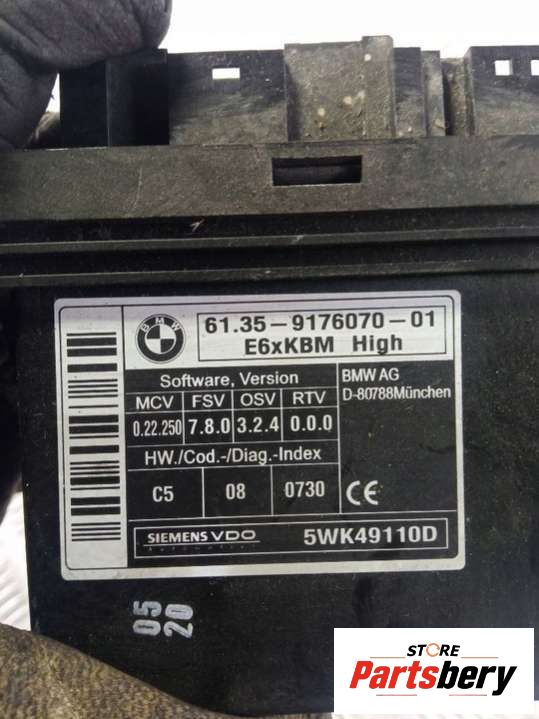 BMW
61.35-9176070-01
E6xKBM High
Software, Version
MCV FSV OSV RTV
0.22.250 7.8.0 3.2.4 0.0.0
HW./Cod.-/Diag.-Index
C5 08 0730
BMW AG
D-80788München
CE
SIEMENS VDO
Automotive
5WK49110D
05
20
STORE
Partsbery